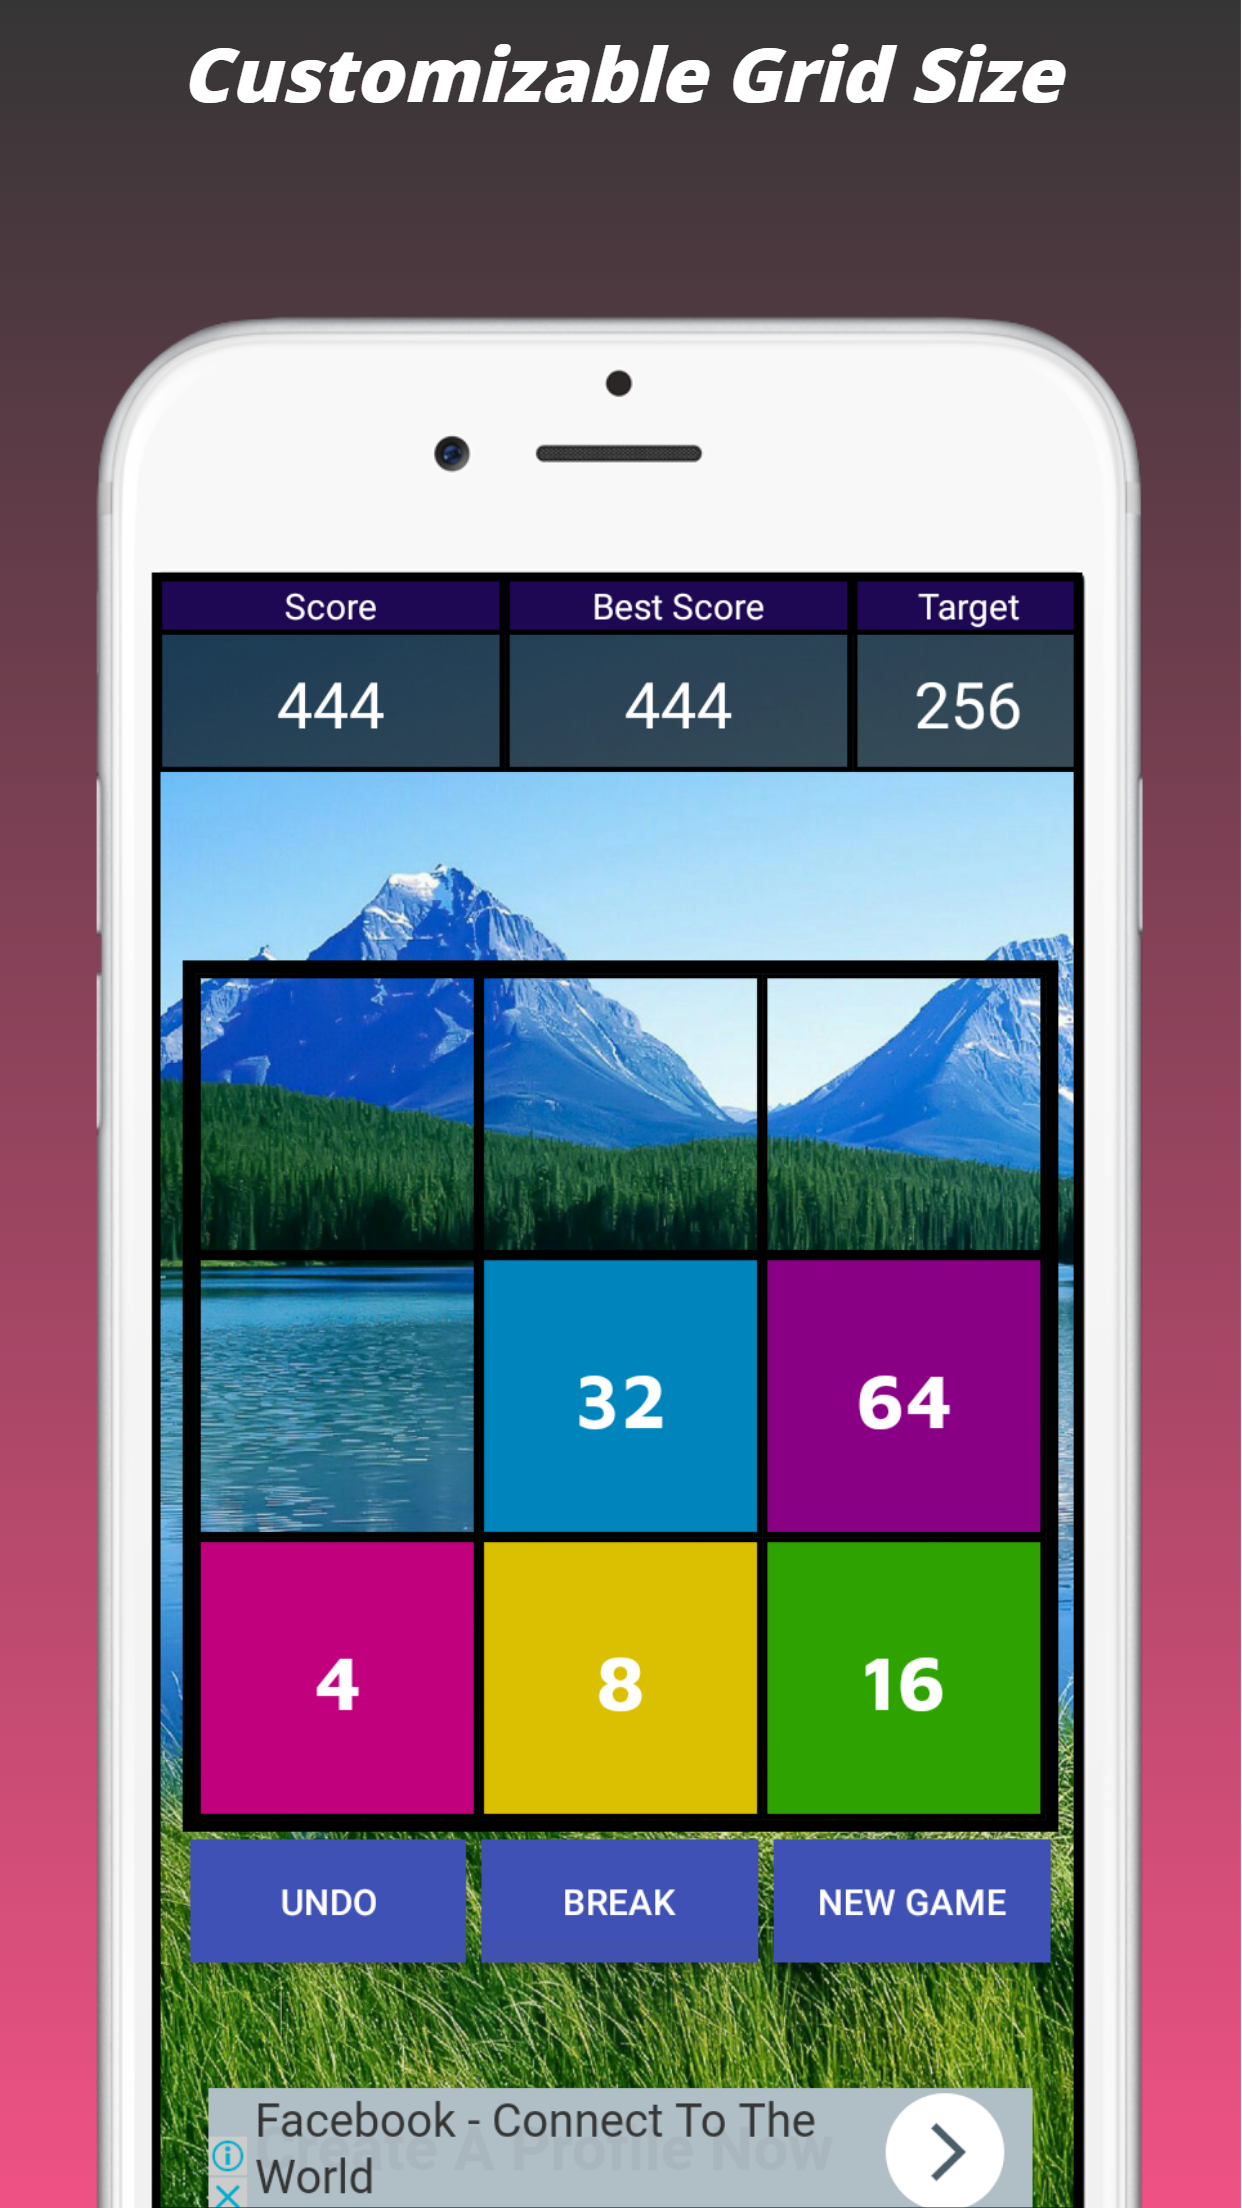 Customizable Grid Size
Score Best Score Target
444 444 256
32 64
4 8 16
UNDO BREAK NEW GAME
Facebook - Connect To The
World
Create A Profile Now